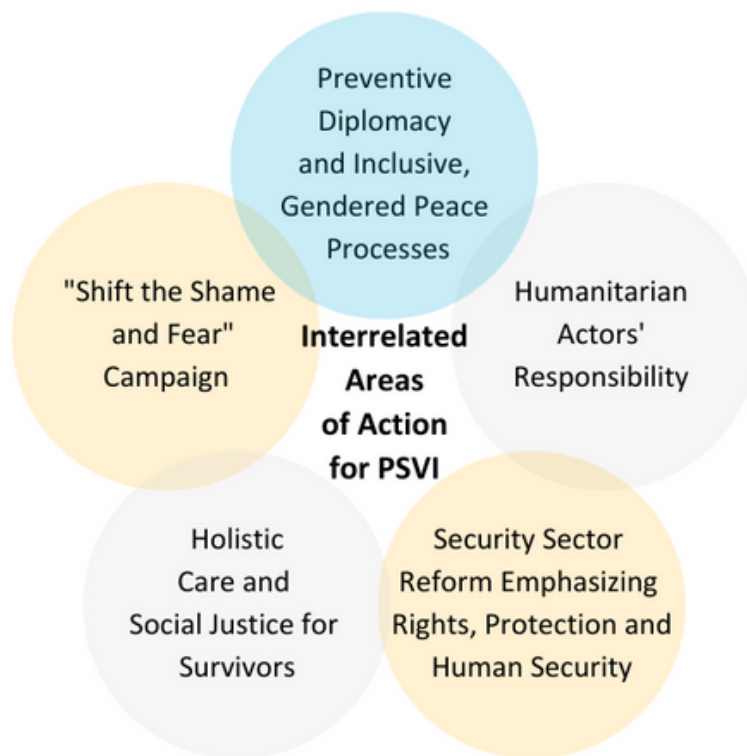 Preventive
Diplomacy
and Inclusive,
Gendered Peace
Processes
"Shift the Shame
and Fear"
Campaign
Interrelated
Areas
of Action
for PSVI
Humanitarian
Actors'
Responsibility
Holistic
Care and
Social Justice for
Survivors
Security Sector
Reform Emphasizing
Rights, Protection and
Human Security